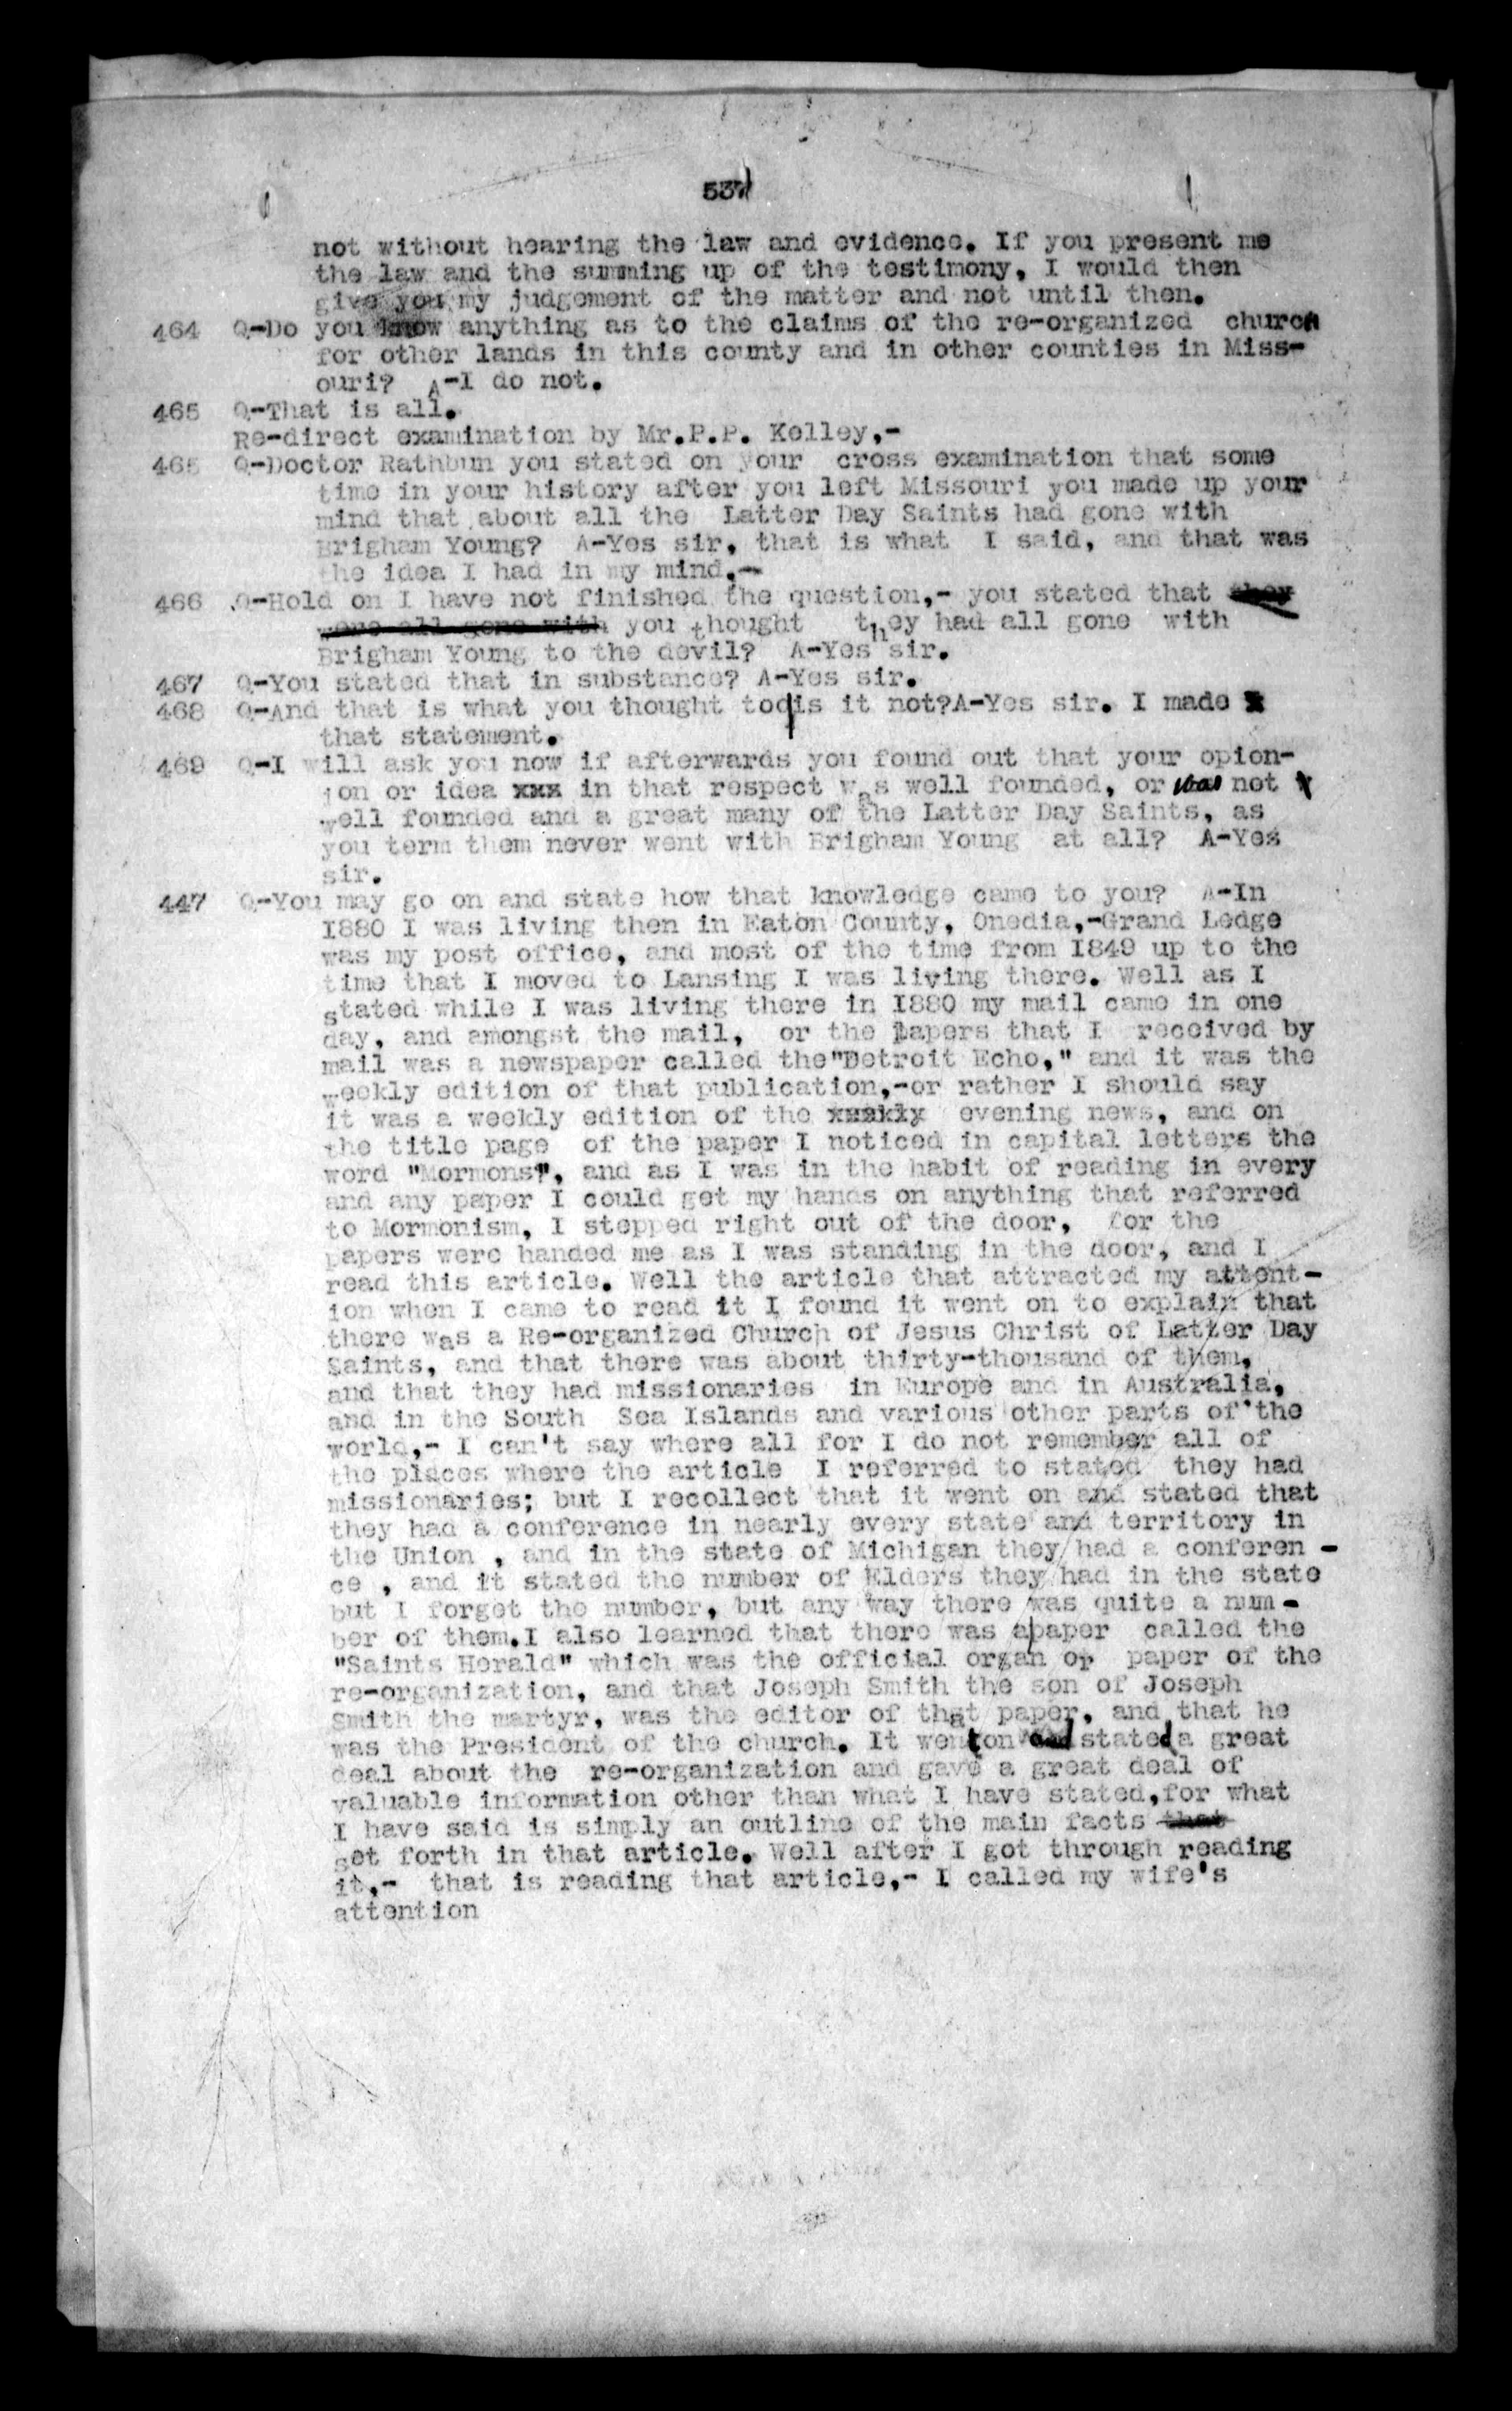 537
not without hearing the law and evidence. If you present me
the law and the summing up of the testimony, I would then
give you my judgement of the matter and not until then.
464 Q-Do you know anything as to the claims of the re-organized church
for other lands in this county and in other counties in Miss-
ouri? A-I do not.
465 Q-That is all.
Re-direct examination by Mr.P.P. Kelley,-
465 Q-Doctor Rathbun you stated on your cross examination that some
time in your history after you left Missouri you made up your
mind that about all the Latter Day Saints had gone with
Brigham Young? A-Yes sir, that is what I said, and that was
the idea I had in my mind.-
466 Q-Hold on I have not finished the question,- you stated that they
were all gone with you thought they had all gone with
Brigham Young to the devil? A-Yes sir.
467 Q-You stated that in substance? A-Yes sir.
468 Q-And that is what you thought too is it not?A-Yes sir. I made
that statement.
469 Q-I will ask you now if afterwards you found out that your opion-
ion or idea xxx in that respect was well founded, or was not
well founded and a great many of the Latter Day Saints, as
you term them never went with Brigham Young at all? A-Yes
sir.
447 Q-You may go on and state how that knowledge came to you? A-In
1880 I was living then in Eaton County, Onedia,-Grand Ledge
was my post office, and most of the time from 1849 up to the
time that I moved to Lansing I was living there. Well as I
stated while I was living there in 1880 my mail came in one
day, and amongst the mail, or the papers that I received by
mail was a newspaper called the"Detroit Echo," and it was the
weekly edition of that publication,-or rather I should say
it was a weekly edition of the xxxkly evening news, and on
the title page of the paper I noticed in capital letters the
word "Mormons", and as I was in the habit of reading in every
and any paper I could get my hands on anything that referred
to Mormonism, I stepped right out of the door, for the
papers were handed me as I was standing in the door, and I
read this article. Well the article that attracted my attent-
ion when I came to read it I found it went on to explain that
there was a Re-organized Church of Jesus Christ of Latter Day
Saints, and that there was about thirty-thousand of them,
and that they had missionaries in Europe and in Australia,
and in the South Sea Islands and various other parts of the
world,- I can't say where all for I do not remember all of
the places where the article I referred to stated they had
missionaries; but I recollect that it went on and stated that
they had a conference in nearly every state and territory in
the Union , and in the state of Michigan they had a conferen -
ce , and it stated the number of Elders they had in the state
but I forget the number, but any way there was quite a num-
ber of them.I also learned that there was a paper called the
"Saints Herald" which was the official organ or paper of the
re-organization, and that Joseph Smith the son of Joseph
Smith the martyr, was the editor of that paper, and that he
was the President of the church. It went on and stated a great
deal about the re-organization and gave a great deal of
valuable information other than what I have stated,for what
I have said is simply an outline of the main facts that
set forth in that article. Well after I got through reading
it,- that is reading that article,- I called my wife's
attention